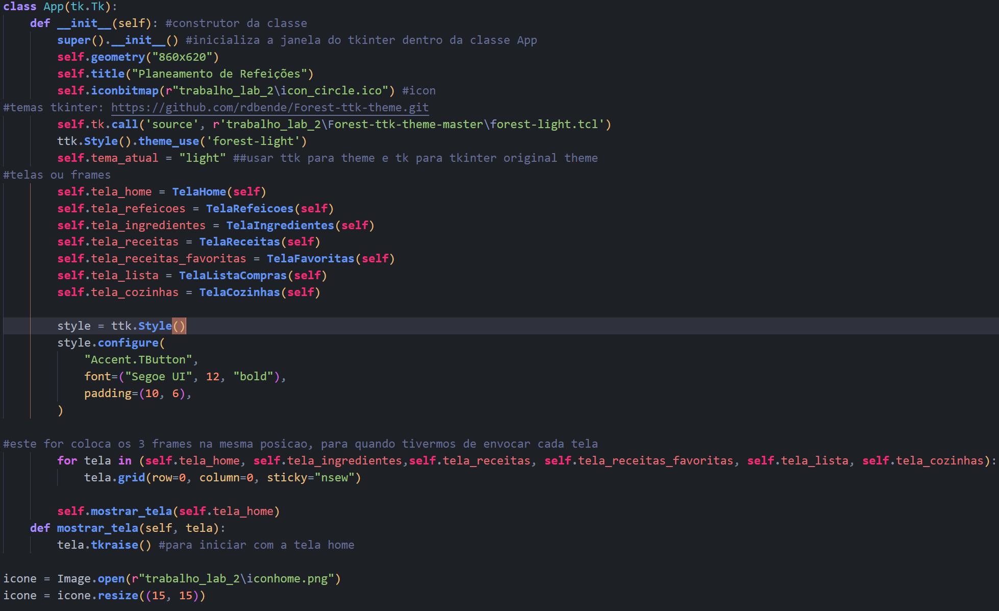 class App(tk.Tk):
    def __init__(self): #construtor da classe
        super().__init__() #inicializa a janela do tkinter dentro da classe App
        self.geometry("860x620")
        self.title("Planeamento de Refeições")
        self.iconbitmap(r"trabalho_lab_2\icon_circle.ico") #icon
#temas tkinter: https://github.com/rdbende/Forest-ttk-theme.git
        self.tk.call('source', r'trabalho_lab_2\Forest-ttk-theme-master\forest-light.tcl')
        ttk.Style().theme_use('forest-light')
        self.tema_atual = "light" ##usar ttk para theme e tk para tkinter original theme
#telas ou frames
        self.tela_home = TelaHome(self)
        self.tela_refeicoes = TelaRefeicoes(self)
        self.tela_ingredientes = TelaIngredientes(self)
        self.tela_receitas = TelaReceitas(self)
        self.tela_receitas_favoritas = TelaFavoritas(self)
        self.tela_lista = TelaListaCompras(self)
        self.tela_cozinhas = TelaCozinhas(self)

        style = ttk.Style()
        style.configure(
            "Accent.TButton",
            font=("Segoe UI", 12, "bold"),
            padding=(10, 6),
        )

#este for coloca os 3 frames na mesma posicao, para quando tivermos de envocar cada tela
        for tela in (self.tela_home, self.tela_ingredientes,self.tela_receitas, self.tela_receitas_favoritas, self.tela_lista, self.tela_cozinhas):
            tela.grid(row=0, column=0, sticky="nsew")

        self.mostrar_tela(self.tela_home)
    def mostrar_tela(self, tela):
        tela.tkraise() #para iniciar com a tela home

icone = Image.open(r"trabalho_lab_2\iconhome.png")
icone = icone.resize((15, 15))